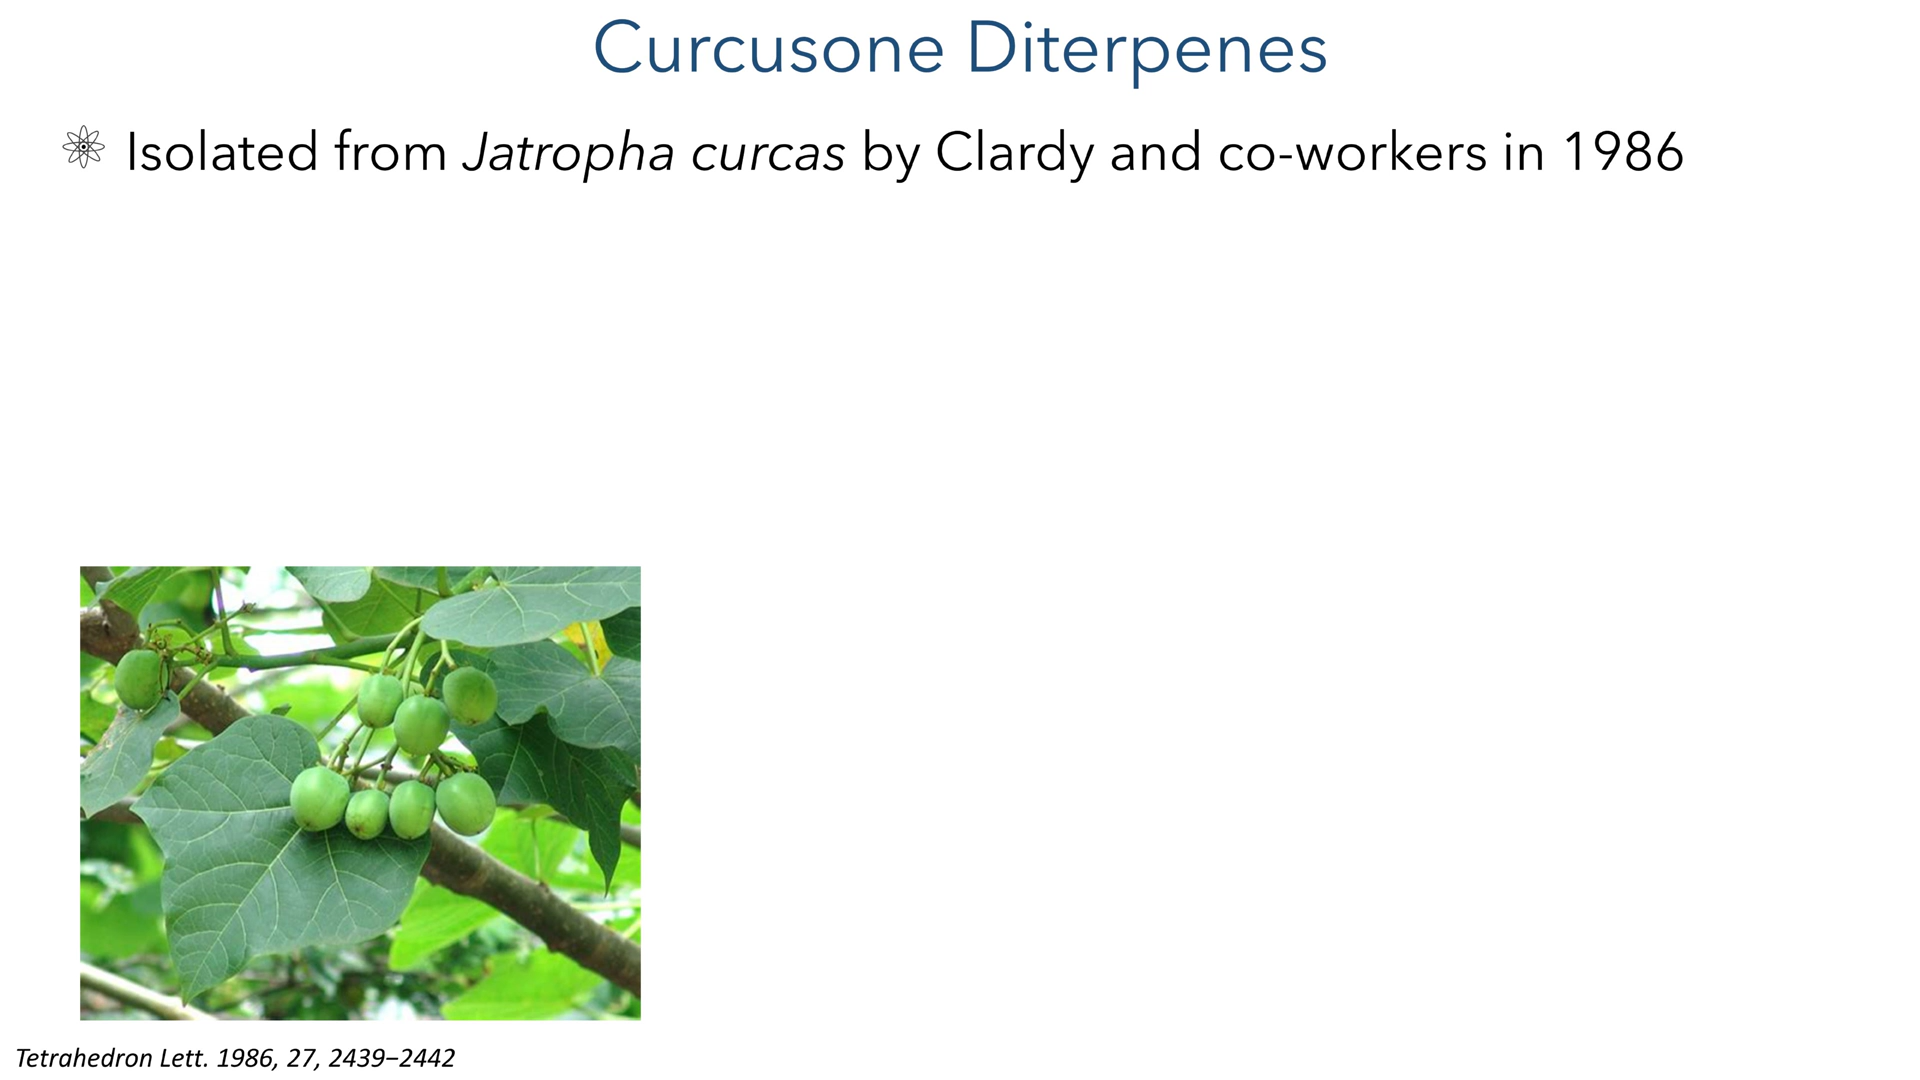 Curcusone Diterpenes
Isolated from Jatropha curcas by Clardy and co-workers in 1986
Tetrahedron Lett. 1986, 27, 2439−2442